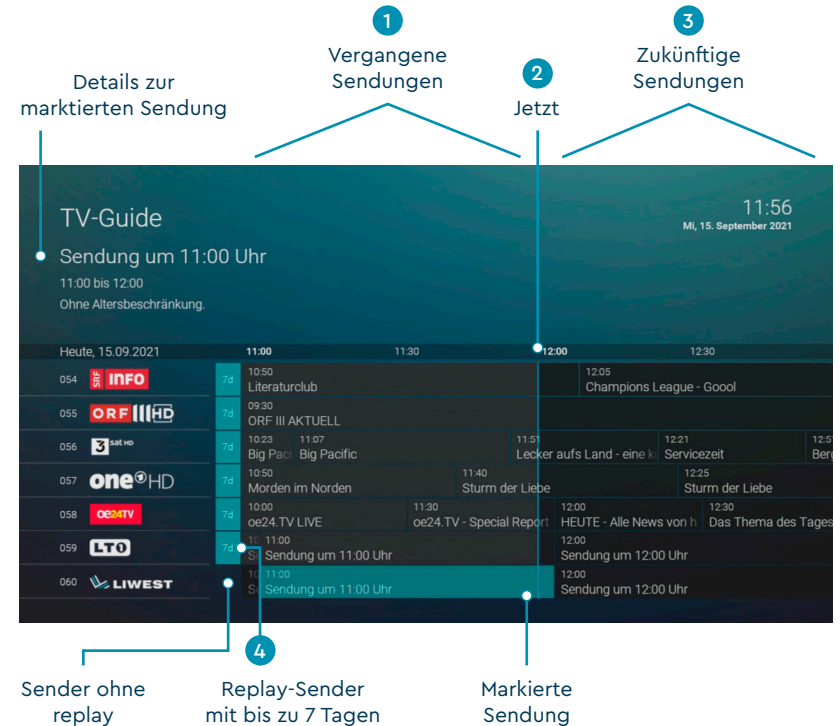 1
Vergangene
Sendungen
2
Jetzt
3
Zukünftige
Sendungen
Details zur
marktierten Sendung
TV-Guide
11:56
Mi, 15. September 2021
Sendung um 11:00 Uhr
11:00 bis 12:00
Ohne Altersbeschränkung.
Heute, 15.09.2021 11:00 11:30 12:00 12:30
054 SRF INFO 7d 10:50 Literaturclub 12:05 Champions League - Goool
055 ORF III HD 7d 09:30 ORF III AKTUELL
056 3sat HD 7d 10:23 Big Paci 11:07 Big Pacific 11:51 Lecker aufs Land - eine k 12:21 Servicezeit 12:51 Berg
057 one HD 7d 10:50 Morden im Norden 11:40 Sturm der Liebe 12:25 Sturm der Liebe
058 OE24TV 7d 10:00 oe24.TV LIVE 11:30 oe24.TV - Special Report 12:00 HEUTE - Alle News von h 12:30 Das Thema des Tages
059 LT1 7d 10 S 11:00 Sendung um 11:00 Uhr 12:00 Sendung um 12:00 Uhr
060 LIWEST 10 S 11:00 Sendung um 11:00 Uhr 12:00 Sendung um 12:00 Uhr
4
Sender ohne
replay
Replay-Sender
mit bis zu 7 Tagen
Markierte
Sendung